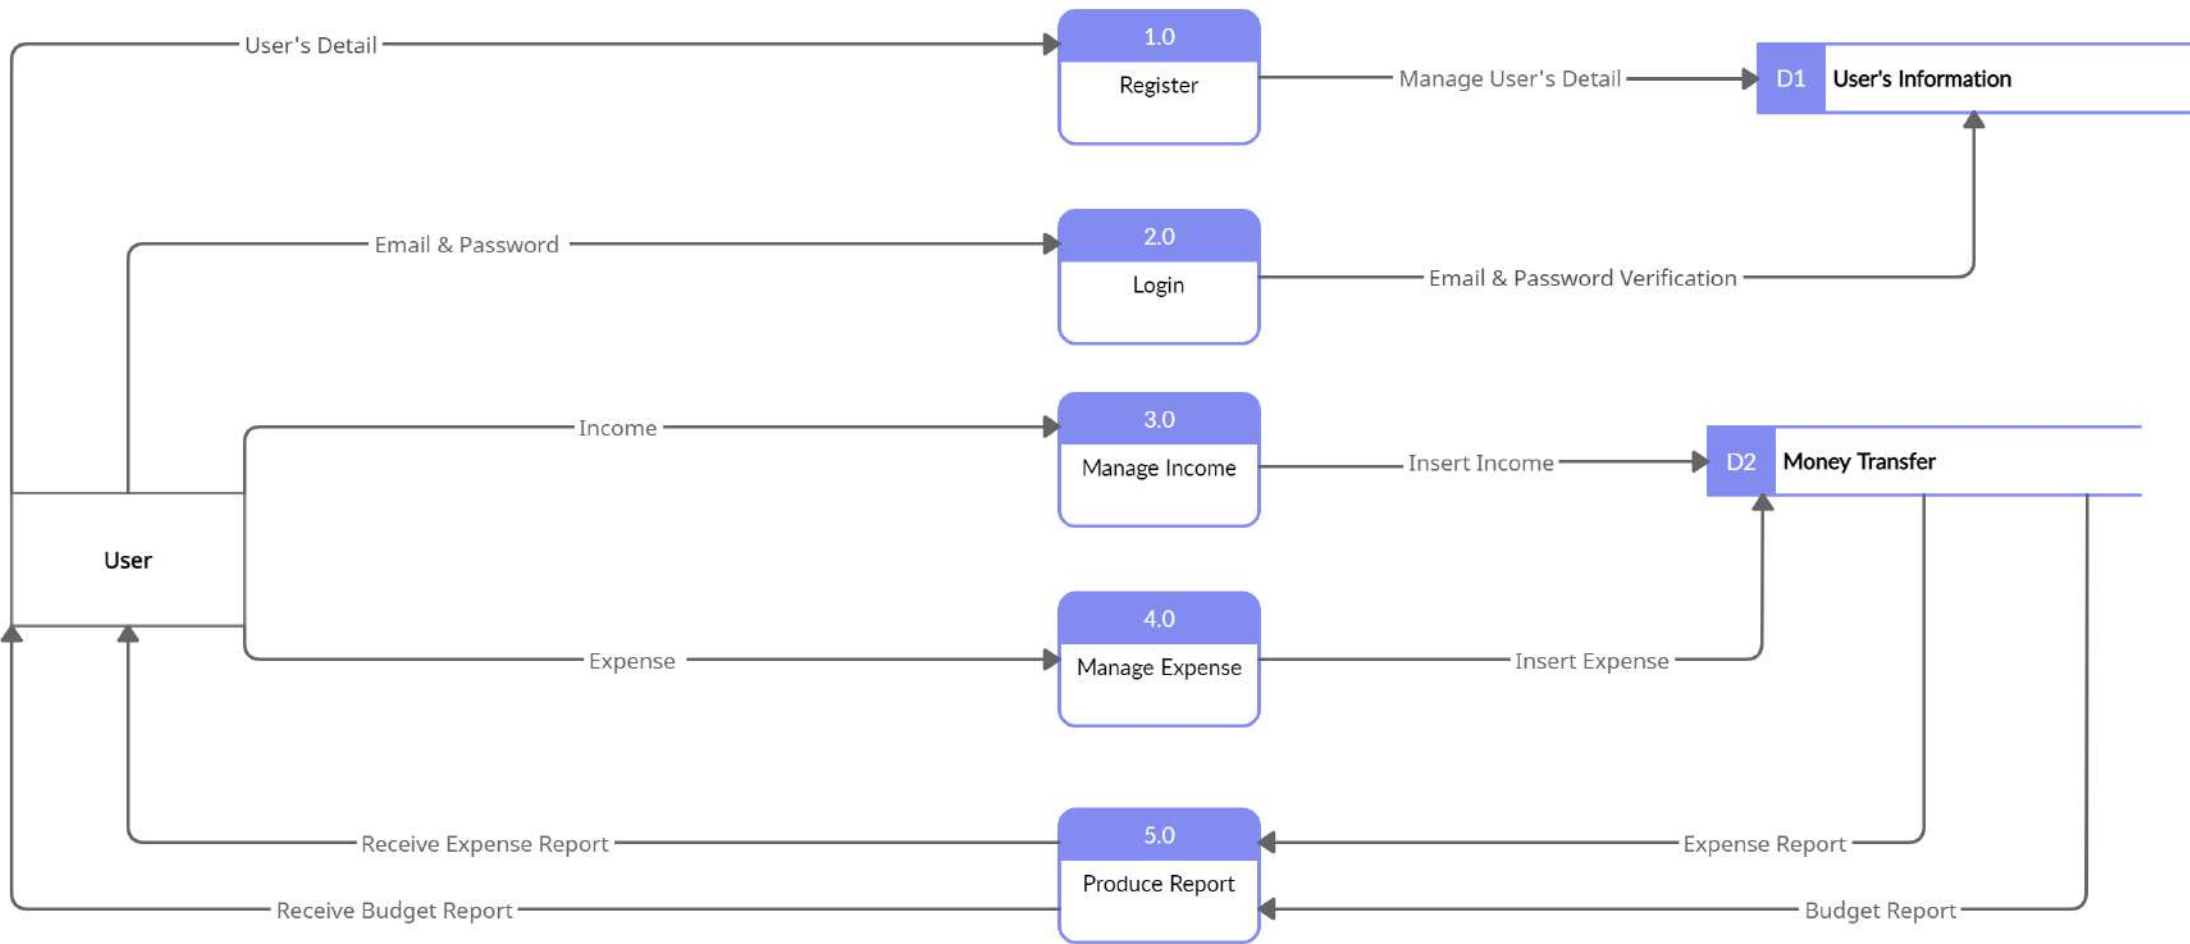 User's Detail
1.0
Register
Manage User's Detail
D1
User's Information
Email & Password
2.0
Login
Email & Password Verification
Income
3.0
Manage Income
Insert Income
D2
Money Transfer
User
Expense
4.0
Manage Expense
Insert Expense
Receive Expense Report
5.0
Produce Report
Expense Report
Receive Budget Report
Budget Report